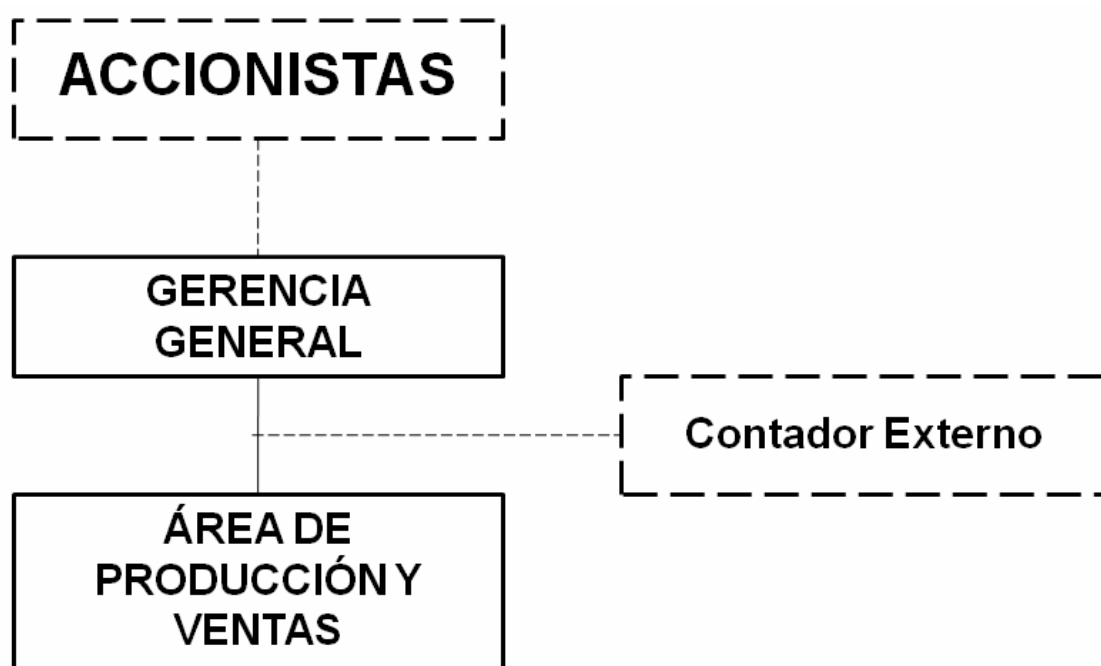 ACCIONISTAS
GERENCIA
GENERAL
Contador Externo
ÁREA DE
PRODUCCIÓN Y
VENTAS